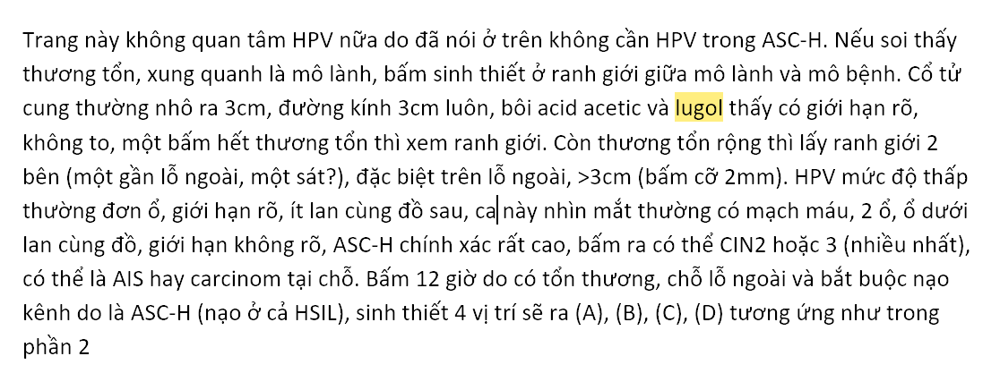 Trang này không quan tâm HPV nữa do đã nói ở trên không cần HPV trong ASC-H. Nếu soi thấy
thương tổn, xung quanh là mô lành, bấm sinh thiết ở ranh giới giữa mô lành và mô bệnh. Cổ tử
cung thường nhô ra 3cm, đường kính 3cm luôn, bôi acid acetic và lugol thấy có giới hạn rõ,
không to, một bấm hết thương tổn thì xem ranh giới. Còn thương tổn rộng thì lấy ranh giới 2
bên (một gần lỗ ngoài, một sát?), đặc biệt trên lỗ ngoài, >3cm (bấm cỡ 2mm). HPV mức độ thấp
thường đơn ổ, giới hạn rõ, ít lan cùng đồ sau, ca này nhìn mắt thường có mạch máu, 2 ổ, ổ dưới
lan cùng đồ, giới hạn không rõ, ASC-H chính xác rất cao, bấm ra có thể CIN2 hoặc 3 (nhiều nhất),
có thể là AIS hay carcinom tại chỗ. Bấm 12 giờ do có tổn thương, chỗ lỗ ngoài và bắt buộc nạo
kênh do là ASC-H (nạo ở cả HSIL), sinh thiết 4 vị trí sẽ ra (A), (B), (C), (D) tương ứng như trong
phần 2